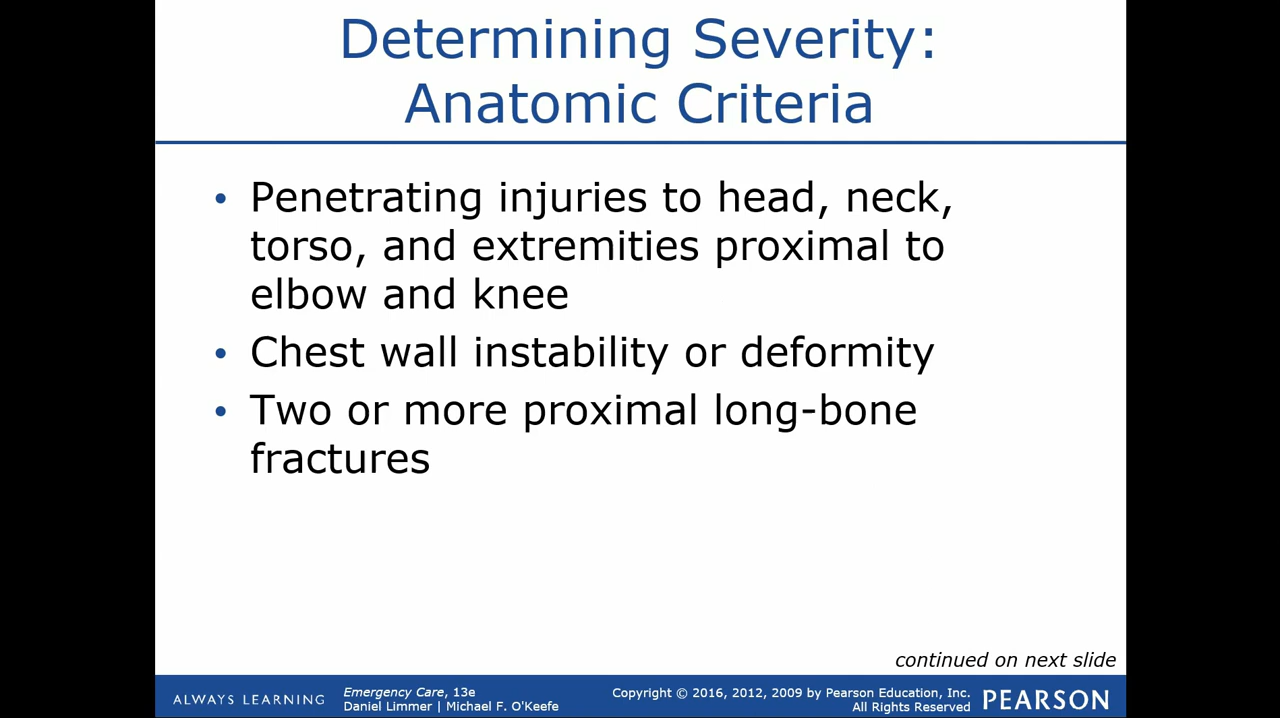 Determining Severity:
Anatomic Criteria
• Penetrating injuries to head, neck,
torso, and extremities proximal to
elbow and knee
• Chest wall instability or deformity
• Two or more proximal long-bone
fractures
continued on next slide
ALWAYS LEARNING
Emergency Care, 13e
Daniel Limmer | Michael F. O'Keefe
Copyright © 2016, 2012, 2009 by Pearson Education, Inc.
All Rights Reserved
PEARSON